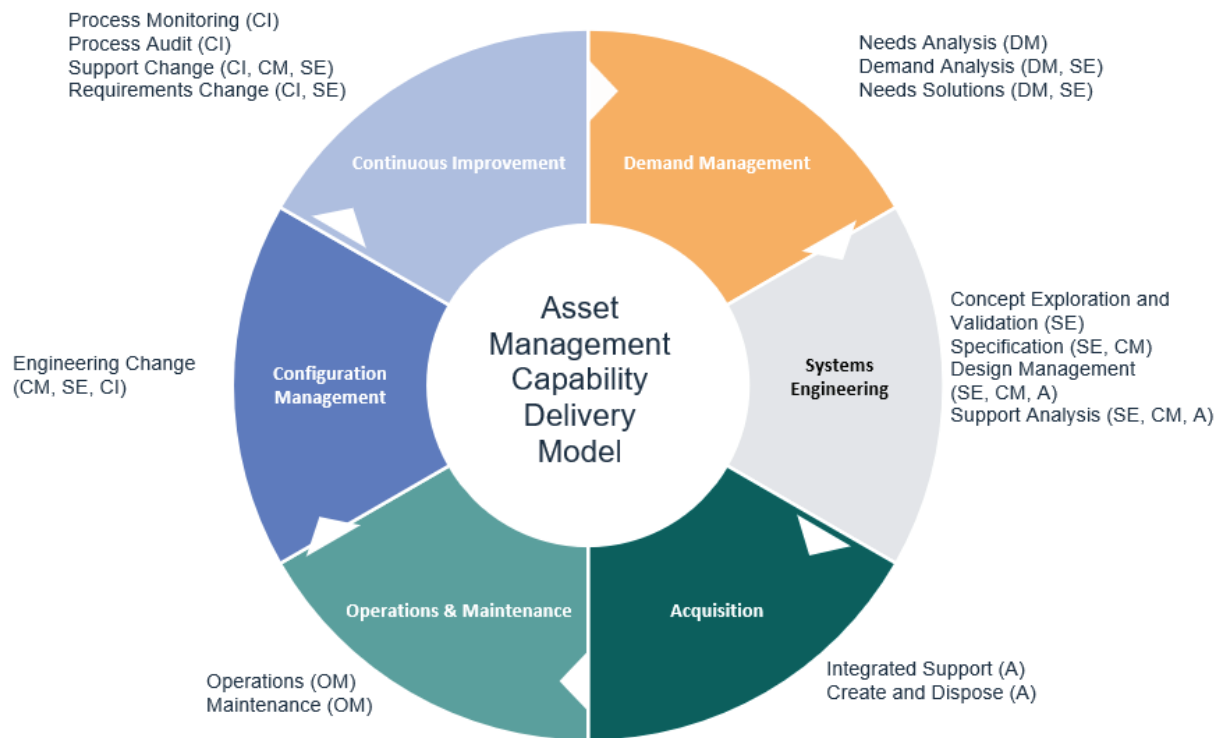 Process Monitoring (CI)
Process Audit (CI)
Support Change (CI, CM, SE)
Requirements Change (CI, SE)
Needs Analysis (DM)
Demand Analysis (DM, SE)
Needs Solutions (DM, SE)
Continuous Improvement
Demand Management
Asset
Management
Capability
Delivery
Model
Concept Exploration and
Validation (SE)
Specification (SE, CM)
Design Management
(SE, CM, A)
Support Analysis (SE, CM, A)
Engineering Change
(CM, SE, CI)
Configuration
Management
Systems
Engineering
Operations & Maintenance
Acquisition
Operations (OM)
Maintenance (OM)
Integrated Support (A)
Create and Dispose (A)